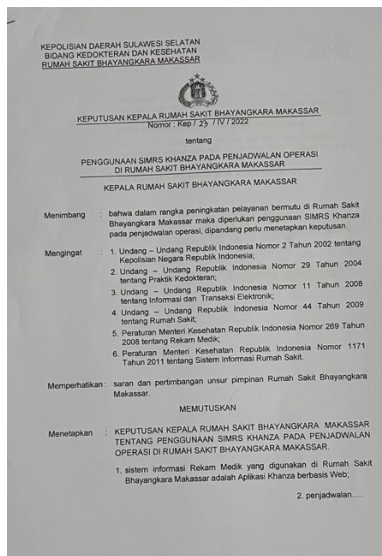 KEPOLISIAN DAERAH SULAWESI SELATAN
BIDANG KEDOKTERAN DAN KESEHATAN
RUMAH SAKIT BHAYANGKARA MAKASSAR
KEPUTUSAN KEPALA RUMAH SAKIT BHAYANGKARA MAKASSAR
Nomor : Kep / 23 / IV / 2022
tentang
PENGGUNAAN SIMRS KHANZA PADA PENJADWALAN OPERASI
DI RUMAH SAKIT BHAYANGKARA MAKASSAR
KEPALA RUMAH SAKIT BHAYANGKARA MAKASSAR
Menimbang : bahwa dalam rangka peningkatan pelayanan bermutu di Rumah Sakit
Bhayangkara Makassar maka diperlukan penggunaan SIMRS Khanza
pada penjadwalan operasi, dipandang perlu menetapkan keputusan.
Mengingat : 1. Undang – Undang Republik Indonesia Nomor 2 Tahun 2002 tentang
Kepolisian Negara Republik Indonesia;
2. Undang – Undang Republik Indonesia Nomor 29 Tahun 2004
tentang Praktik Kedokteran;
3. Undang – Undang Republik Indonesia Nomor 11 Tahun 2008
tentang Informasi dan Transaksi Elektronik;
4. Undang – Undang Republik Indonesia Nomor 44 Tahun 2009
tentang Rumah Sakit;
5. Peraturan Menteri Kesehatan Republik Indonesia Nomor 269 Tahun
2008 tentang Rekam Medik;
6. Peraturan Menteri Kesehatan Republik Indonesia Nomor 1171
Tahun 2011 tentang Sistem Informasi Rumah Sakit.
Memperhatikan : saran dan pertimbangan unsur pimpinan Rumah Sakit Bhayangkara
Makassar.
MEMUTUSKAN
Menetapkan : KEPUTUSAN KEPALA RUMAH SAKIT BHAYANGKARA MAKASSAR
TENTANG PENGGUNAAN SIMRS KHANZA PADA PENJADWALAN
OPERASI DI RUMAH SAKIT BHAYANGKARA MAKASSAR.
1. sistem informasi Rekam Medik yang digunakan di Rumah Sakit
Bhayangkara Makassar adalah Aplikasi Khanza berbasis Web;
2. penjadwalan.....